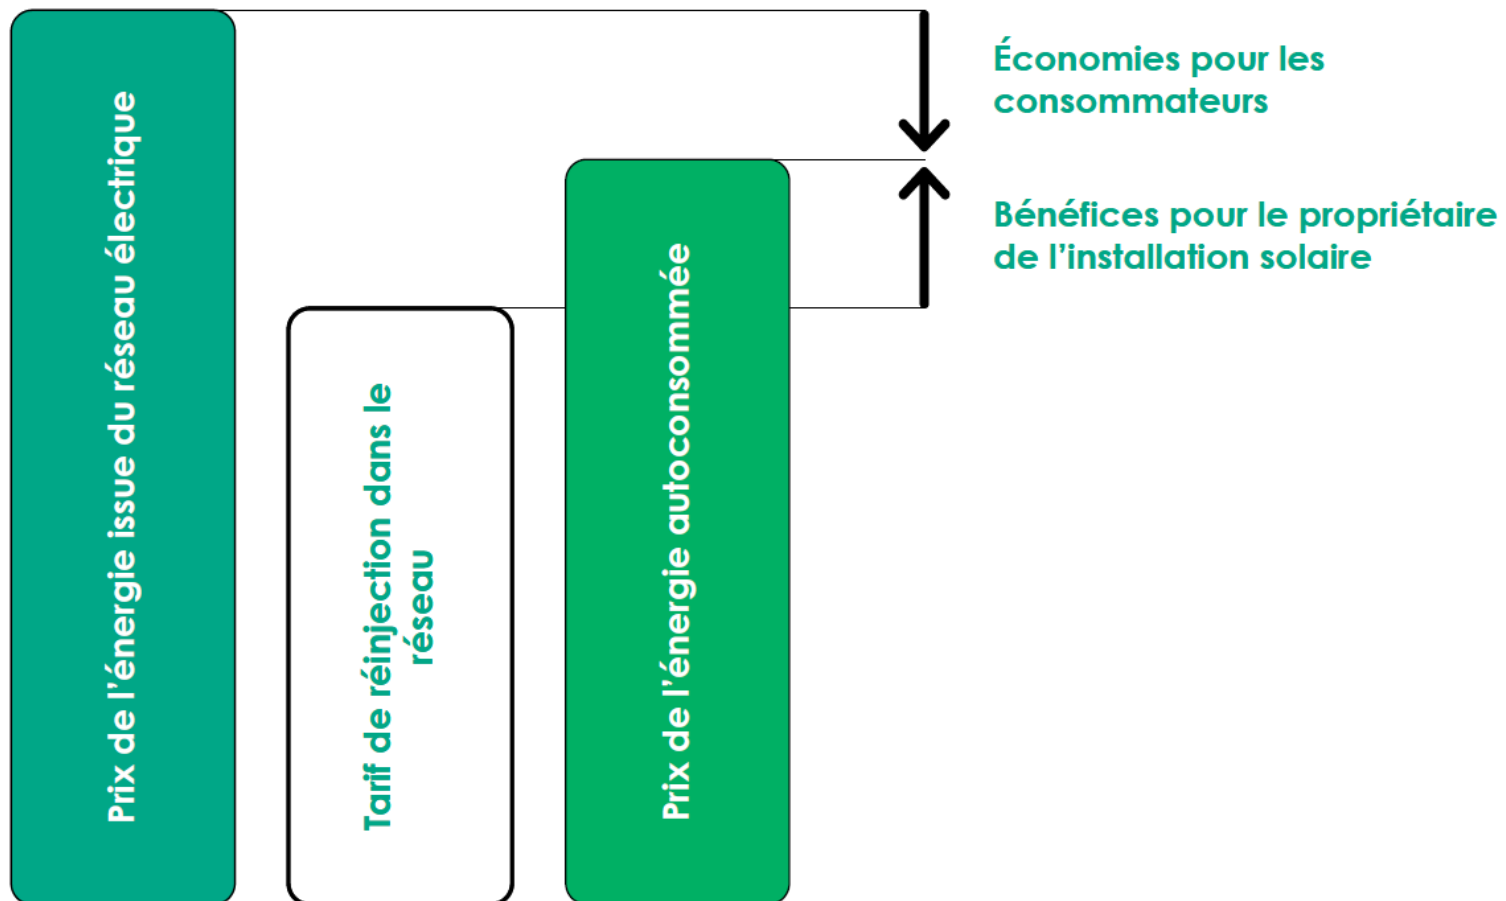 Prix de l’énergie issue du réseau électrique
Tarif de réinjection dans le
réseau
Prix de l’énergie autoconsommée
Économies pour les
consommateurs
Bénéfices pour le propriétaire
de l’installation solaire